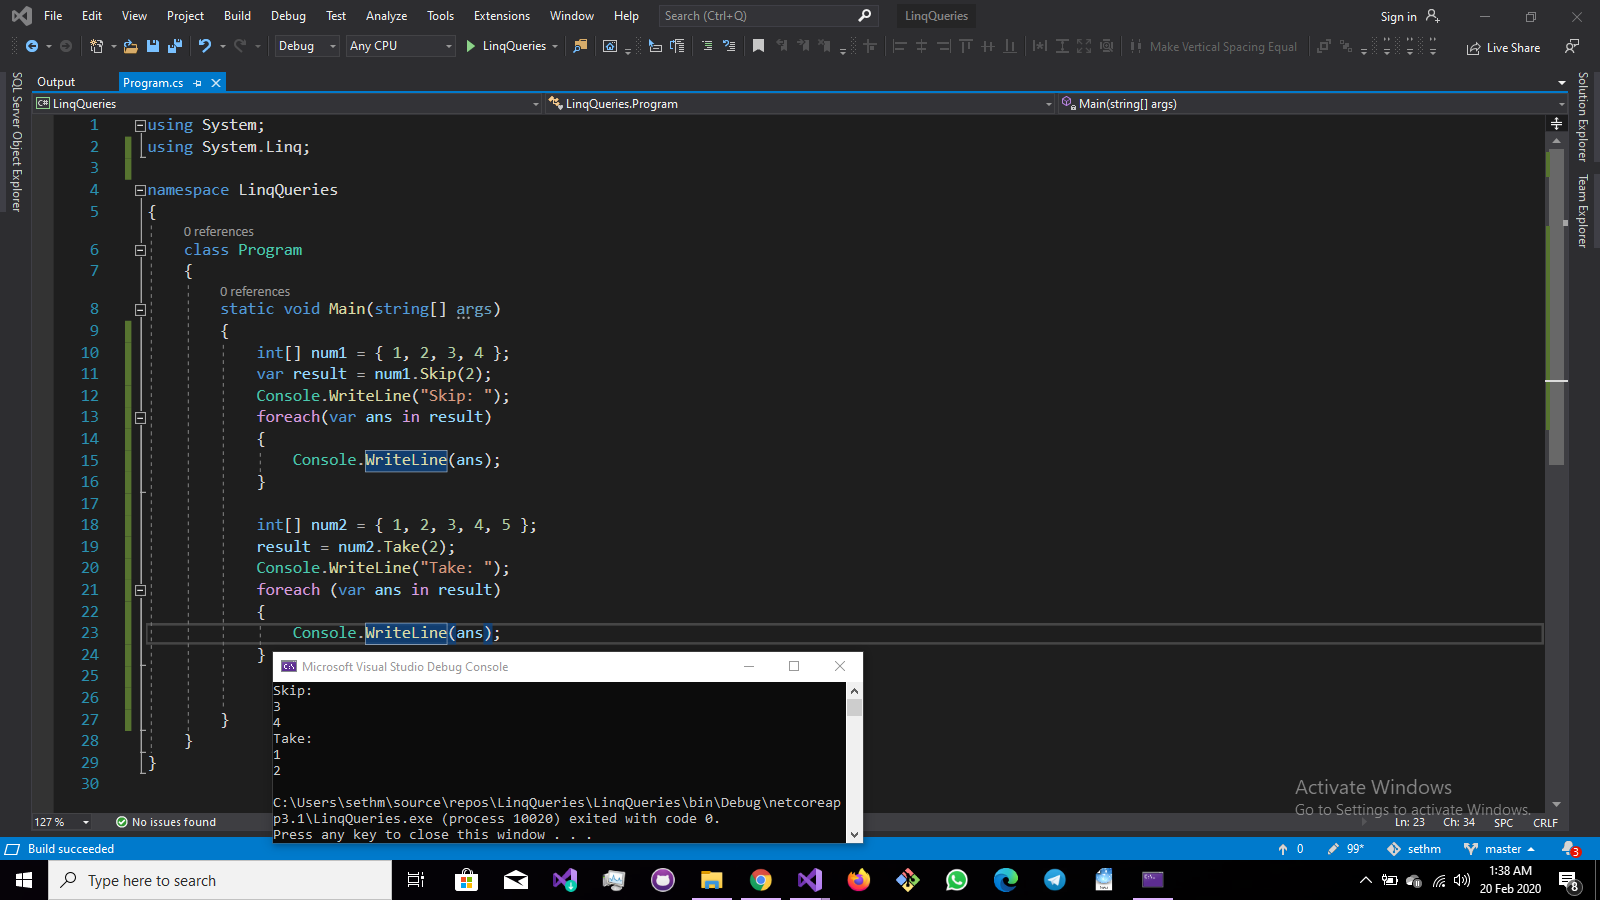 File Edit View Project Build Debug Test Analyze Tools Extensions Window Help Search (Ctrl+Q) LinqQueries Sign in
Debug Any CPU LinqQueries Make Vertical Spacing Equal Live Share
SQL Server Object Explorer
Output Program.cs
Solution Explorer
Team Explorer
C# LinqQueries LinqQueries.Program Main(string[] args)
1 using System;
2 using System.Linq;
3
4 namespace LinqQueries
5 {
0 references
6 class Program
7 {
0 references
8 static void Main(string[] args)
9 {
10 int[] num1 = { 1, 2, 3, 4 };
11 var result = num1.Skip(2);
12 Console.WriteLine("Skip: ");
13 foreach(var ans in result)
14 {
15 Console.WriteLine(ans);
16 }
17
18 int[] num2 = { 1, 2, 3, 4, 5 };
19 result = num2.Take(2);
20 Console.WriteLine("Take: ");
21 foreach (var ans in result)
22 {
23 Console.WriteLine(ans);
24 }
25
26
27 }
28 }
29 }
30
Microsoft Visual Studio Debug Console
Skip:
3
4
Take:
1
2
C:\Users\sethm\source\repos\LinqQueries\LinqQueries\bin\Debug\netcoreap
p3.1\LinqQueries.exe (process 10020) exited with code 0.
Press any key to close this window . . .
Activate Windows
Go to Settings to activate Windows.
127 % No issues found Ln: 23 Ch: 34 SPC CRLF
Build succeeded 0 99* sethm master 3
Type here to search
1:38 AM
20 Feb 2020
8